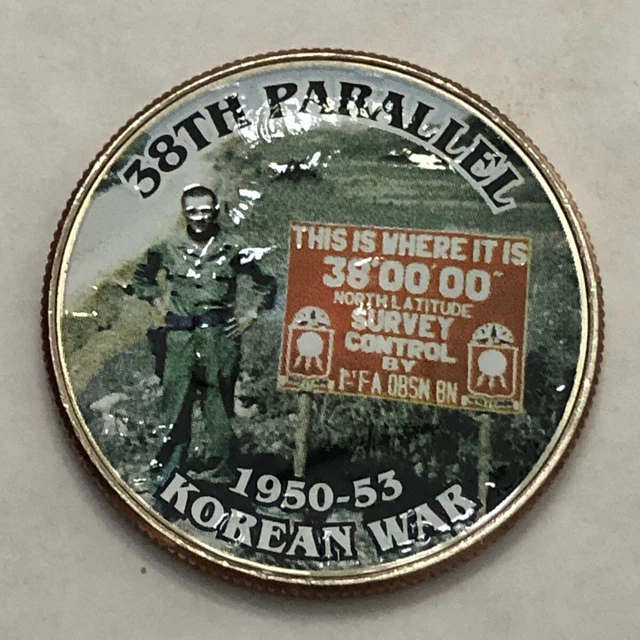 38TH PARALLEL
THIS IS WHERE IT IS
38°00'00"
NORTH LATITUDE
SURVEY
CONTROL
BY
1ST F A OBSN BN
1950-53
KOREAN WAR